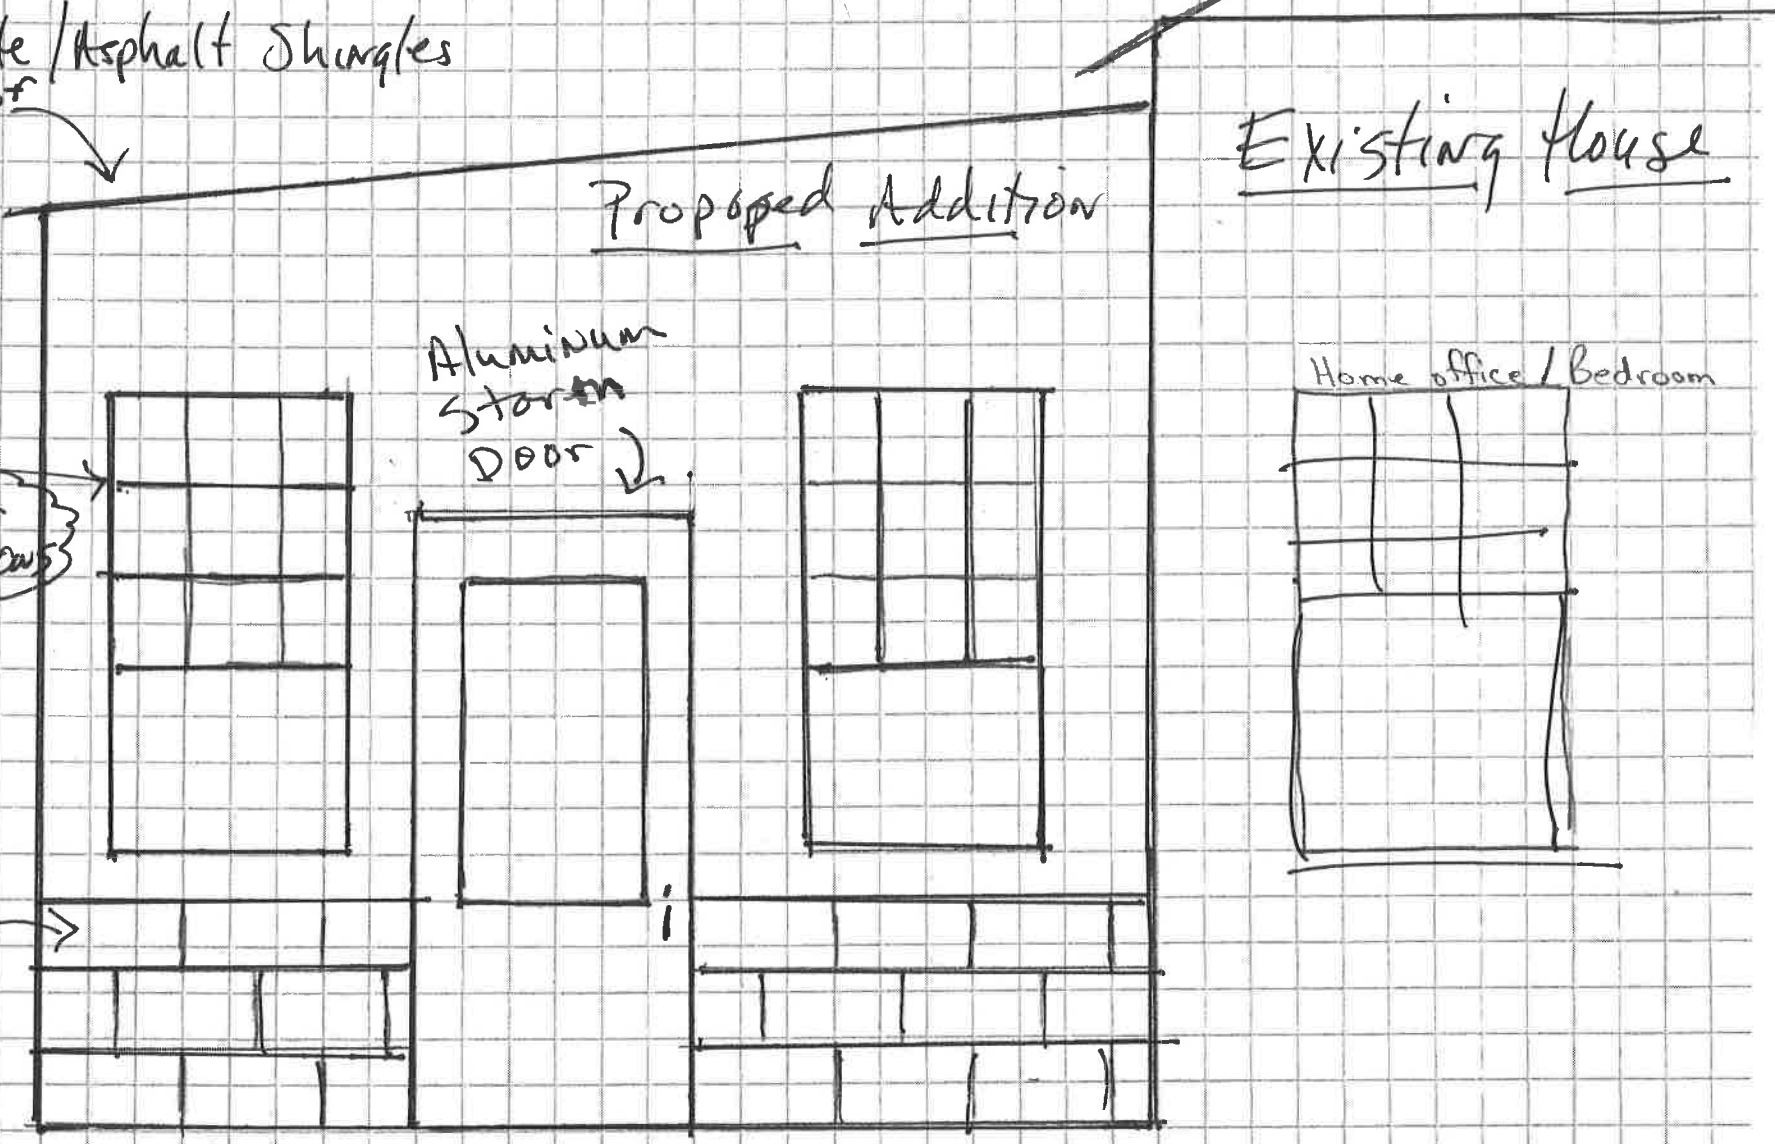 /Asphalt Shingles
Existing House
Proposed Addition
Aluminum
Storm
Door
Home office / Bedroom